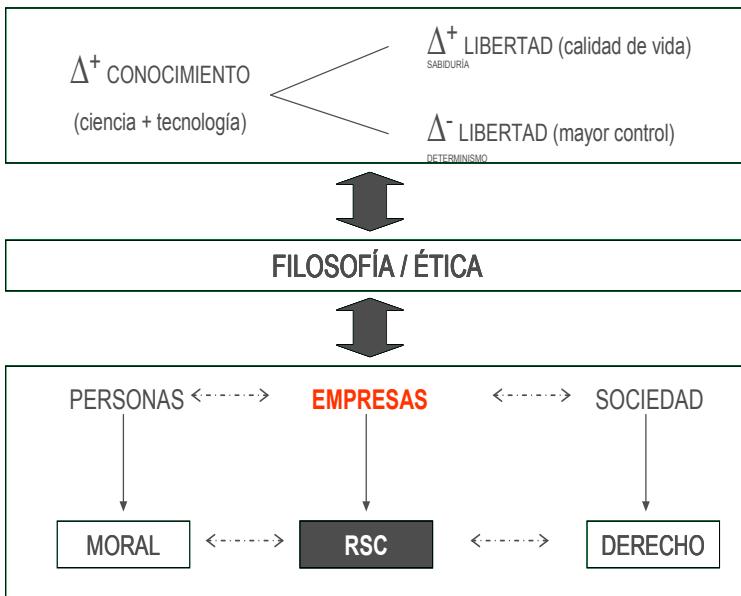 Δ+ CONOCIMIENTO
(ciencia + tecnología)
Δ+ LIBERTAD (calidad de vida)
SABIDURÍA
Δ- LIBERTAD (mayor control)
DETERMINISMO
FILOSOFÍA / ÉTICA
PERSONAS EMPRESAS SOCIEDAD
MORAL RSC DERECHO